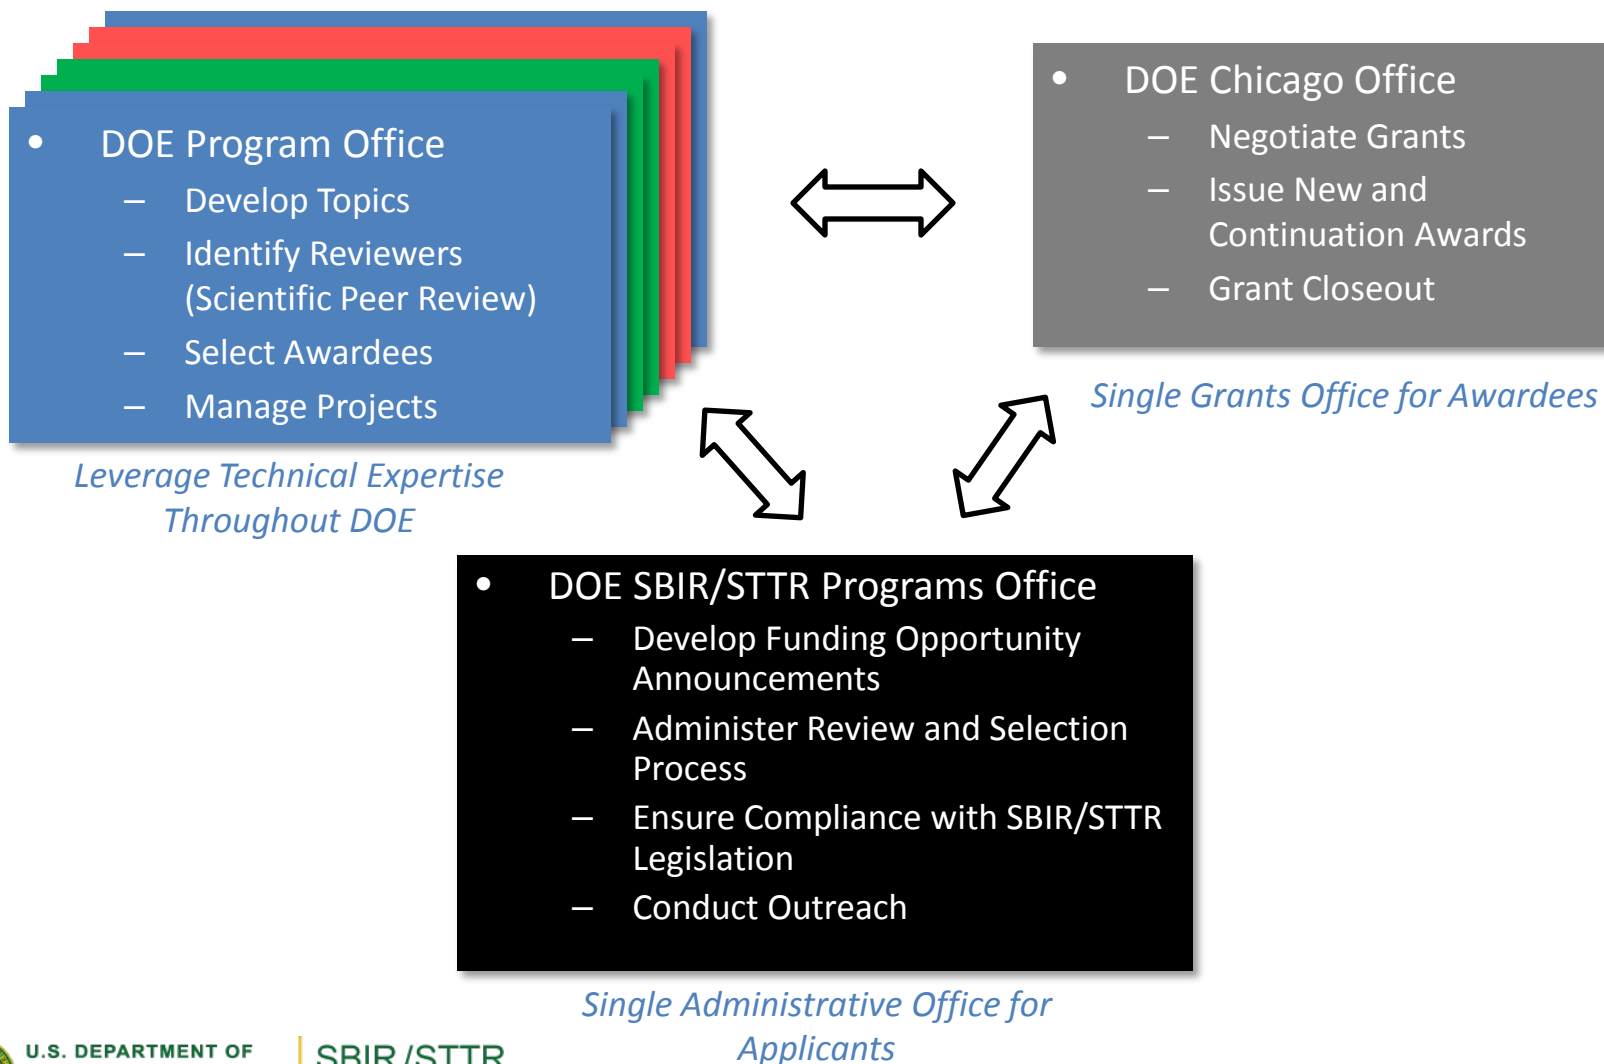 • DOE Program Office
– Develop Topics
– Identify Reviewers
(Scientific Peer Review)
– Select Awardees
– Manage Projects
Leverage Technical Expertise
Throughout DOE
• DOE Chicago Office
– Negotiate Grants
– Issue New and
Continuation Awards
– Grant Closeout
Single Grants Office for Awardees
• DOE SBIR/STTR Programs Office
– Develop Funding Opportunity
Announcements
– Administer Review and Selection
Process
– Ensure Compliance with SBIR/STTR
Legislation
– Conduct Outreach
Single Administrative Office for
Applicants
U.S. DEPARTMENT OF
SBIR/STTR